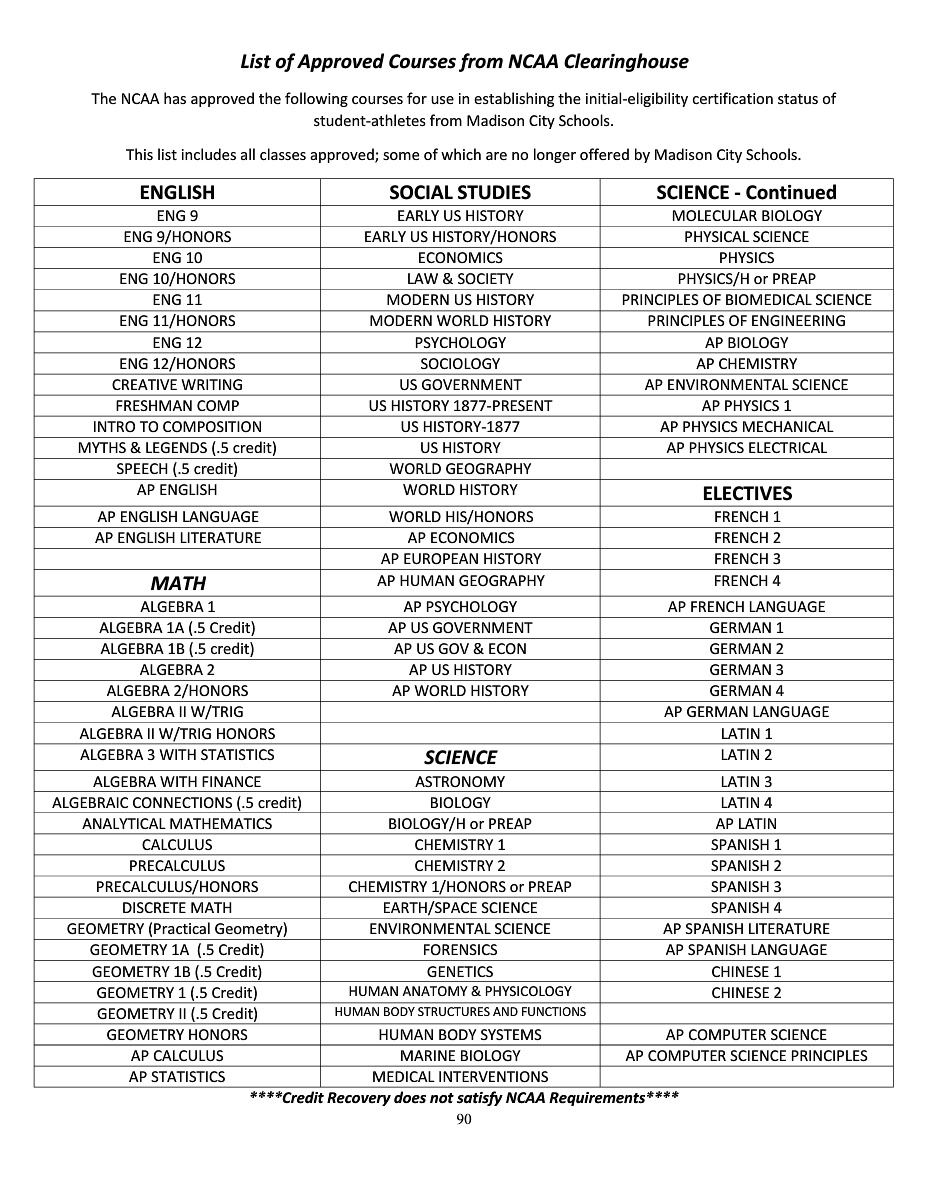 List of Approved Courses from NCAA Clearinghouse
The NCAA has approved the following courses for use in establishing the initial-eligibility certification status of
student-athletes from Madison City Schools.
This list includes all classes approved; some of which are no longer offered by Madison City Schools.
ENGLISH SOCIAL STUDIES SCIENCE - Continued
ENG 9 EARLY US HISTORY MOLECULAR BIOLOGY
ENG 9/HONORS EARLY US HISTORY/HONORS PHYSICAL SCIENCE
ENG 10 ECONOMICS PHYSICS
ENG 10/HONORS LAW & SOCIETY PHYSICS/H or PREAP
ENG 11 MODERN US HISTORY PRINCIPLES OF BIOMEDICAL SCIENCE
ENG 11/HONORS MODERN WORLD HISTORY PRINCIPLES OF ENGINEERING
ENG 12 PSYCHOLOGY AP BIOLOGY
ENG 12/HONORS SOCIOLOGY AP CHEMISTRY
CREATIVE WRITING US GOVERNMENT AP ENVIRONMENTAL SCIENCE
FRESHMAN COMP US HISTORY 1877-PRESENT AP PHYSICS 1
INTRO TO COMPOSITION US HISTORY-1877 AP PHYSICS MECHANICAL
MYTHS & LEGENDS (.5 credit) US HISTORY AP PHYSICS ELECTRICAL
SPEECH (.5 credit) WORLD GEOGRAPHY
AP ENGLISH WORLD HISTORY ELECTIVES
AP ENGLISH LANGUAGE WORLD HIS/HONORS FRENCH 1
AP ENGLISH LITERATURE AP ECONOMICS FRENCH 2
AP EUROPEAN HISTORY FRENCH 3
MATH AP HUMAN GEOGRAPHY FRENCH 4
ALGEBRA 1 AP PSYCHOLOGY AP FRENCH LANGUAGE
ALGEBRA 1A (.5 Credit) AP US GOVERNMENT GERMAN 1
ALGEBRA 1B (.5 credit) AP US GOV & ECON GERMAN 2
ALGEBRA 2 AP US HISTORY GERMAN 3
ALGEBRA 2/HONORS AP WORLD HISTORY GERMAN 4
ALGEBRA II W/TRIG AP GERMAN LANGUAGE
ALGEBRA II W/TRIG HONORS LATIN 1
ALGEBRA 3 WITH STATISTICS SCIENCE LATIN 2
ALGEBRA WITH FINANCE ASTRONOMY LATIN 3
ALGEBRAIC CONNECTIONS (.5 credit) BIOLOGY LATIN 4
ANALYTICAL MATHEMATICS BIOLOGY/H or PREAP AP LATIN
CALCULUS CHEMISTRY 1 SPANISH 1
PRECALCULUS CHEMISTRY 2 SPANISH 2
PRECALCULUS/HONORS CHEMISTRY 1/HONORS or PREAP SPANISH 3
DISCRETE MATH EARTH/SPACE SCIENCE SPANISH 4
GEOMETRY (Practical Geometry) ENVIRONMENTAL SCIENCE AP SPANISH LITERATURE
GEOMETRY 1A (.5 Credit) FORENSICS AP SPANISH LANGUAGE
GEOMETRY 1B (.5 Credit) GENETICS CHINESE 1
GEOMETRY 1 (.5 Credit) HUMAN ANATOMY & PHYSICOLOGY CHINESE 2
GEOMETRY II (.5 Credit) HUMAN BODY STRUCTURES AND FUNCTIONS
GEOMETRY HONORS HUMAN BODY SYSTEMS AP COMPUTER SCIENCE
AP CALCULUS MARINE BIOLOGY AP COMPUTER SCIENCE PRINCIPLES
AP STATISTICS MEDICAL INTERVENTIONS
****Credit Recovery does not satisfy NCAA Requirements****
90